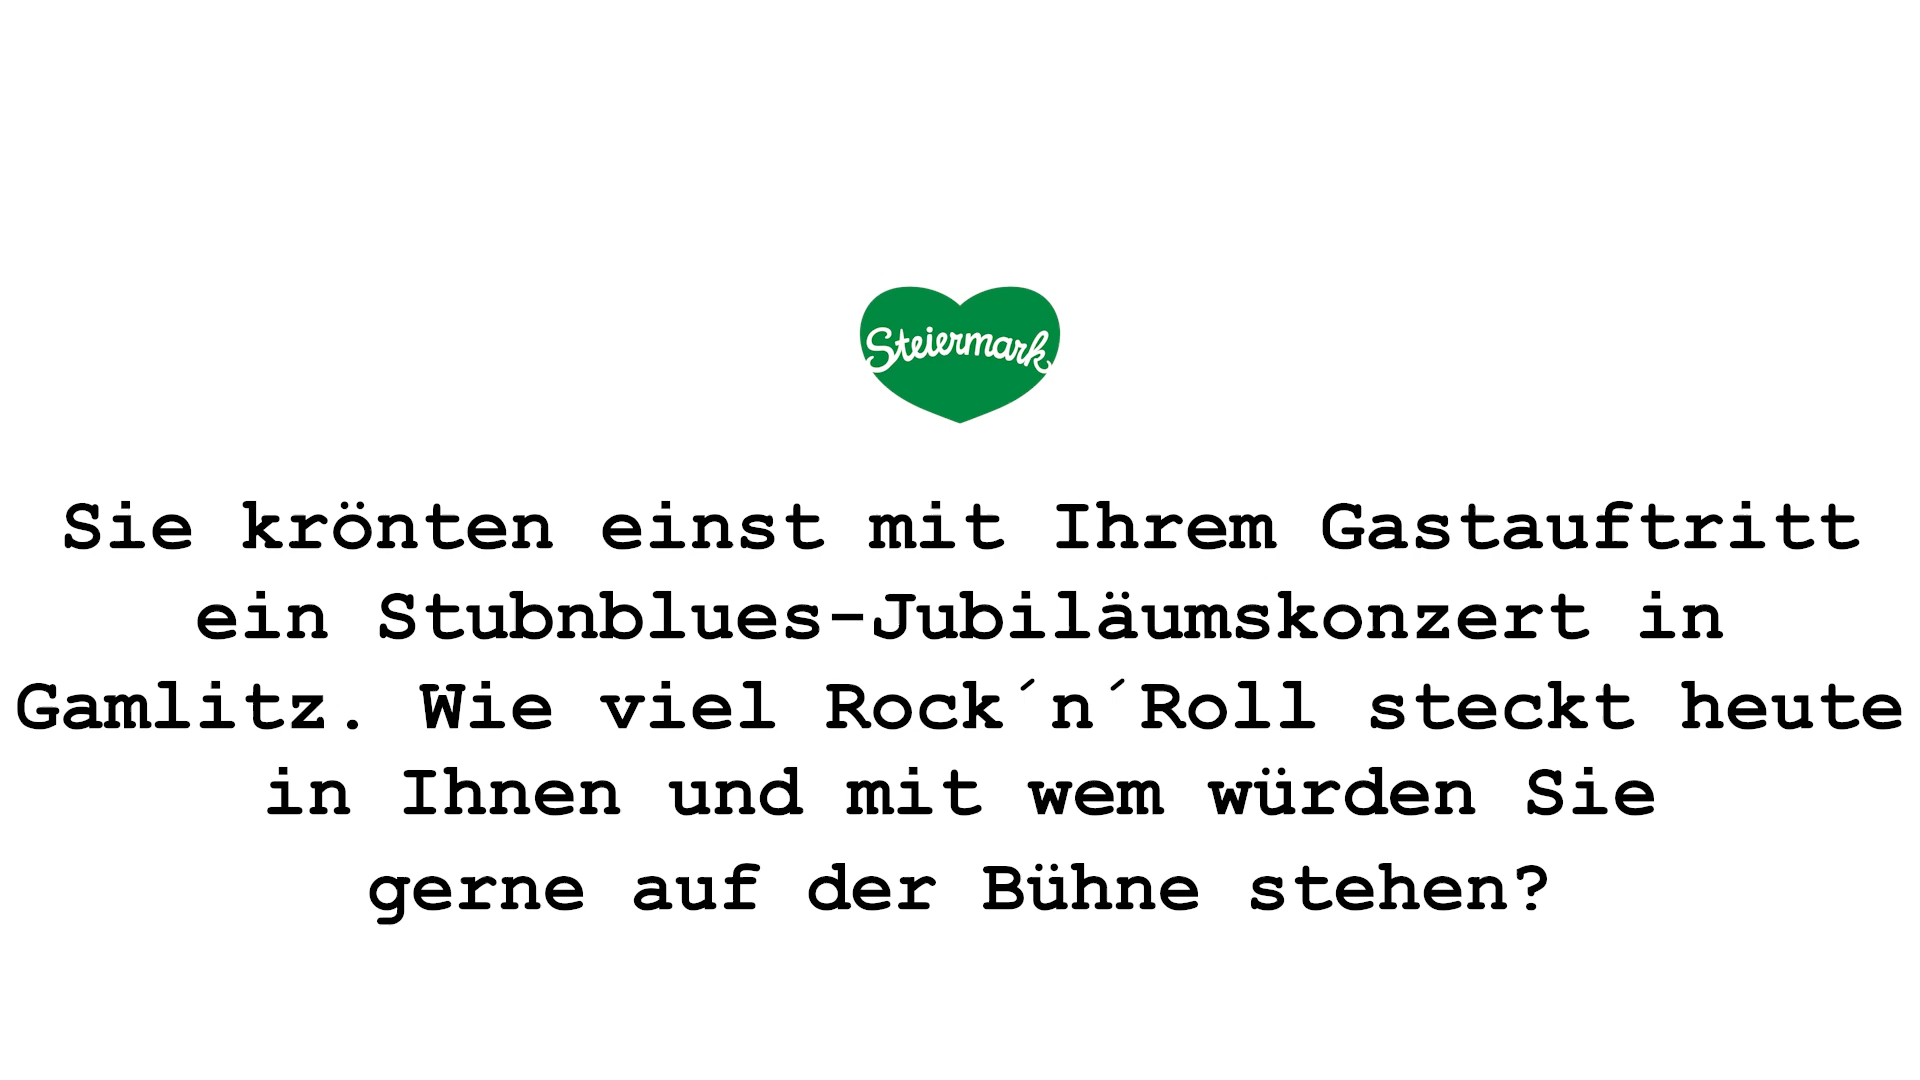 Steiermark
Sie krönten einst mit Ihrem Gastauftritt
ein Stubnblues-Jubiläumskonzert in
Gamlitz. Wie viel Rock´n´Roll steckt heute
in Ihnen und mit wem würden Sie
gerne auf der Bühne stehen?